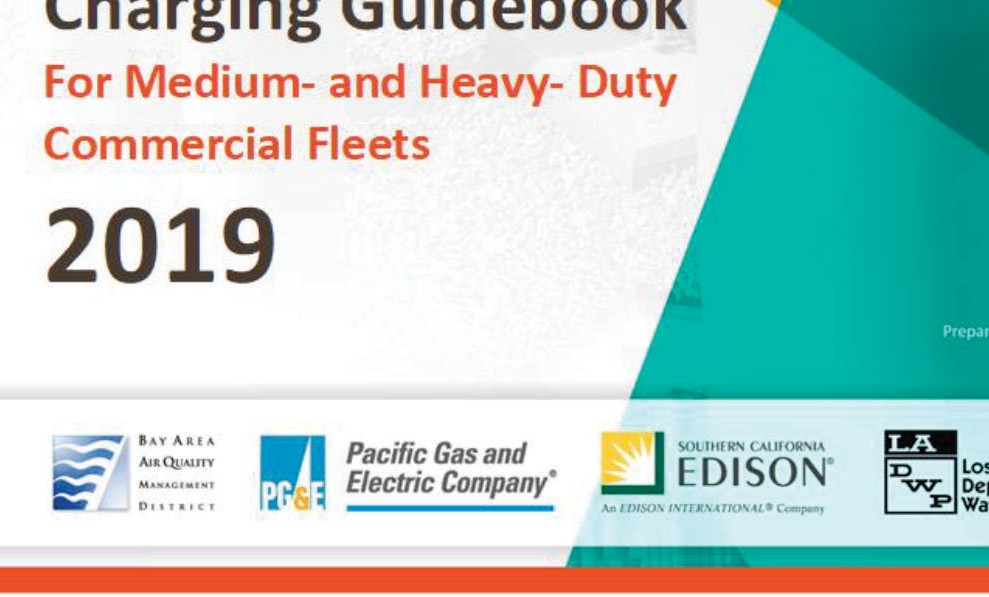 Charging Guidebook
For Medium- and Heavy- Duty
Commercial Fleets
2019
BAY AREA
AIR QUALITY
MANAGEMENT
DISTRICT
PG&E
Pacific Gas and
Electric Company®
SOUTHERN CALIFORNIA
EDISON®
An EDISON INTERNATIONAL® Company
LA
DWP
Los
Dep
Wa
Prepar